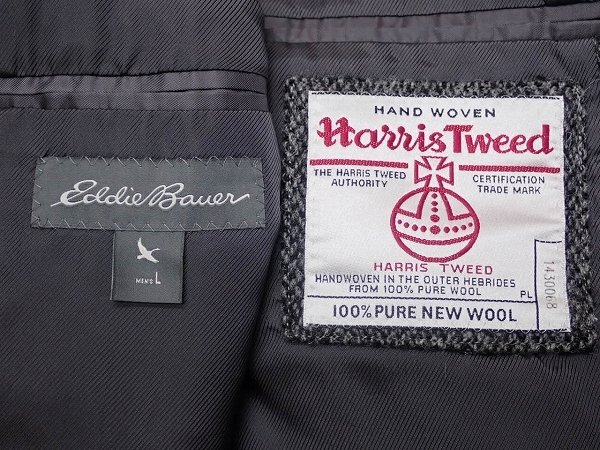 Eddie Bauer
MEN'S L
HAND WOVEN
Harris Tweed
THE HARRIS TWEED
AUTHORITY
CERTIFICATION
TRADE MARK
HARRIS TWEED
HANDWOVEN IN THE OUTER HEBRIDES
FROM 100% PURE WOOL
PL
1430068
100% PURE NEW WOOL